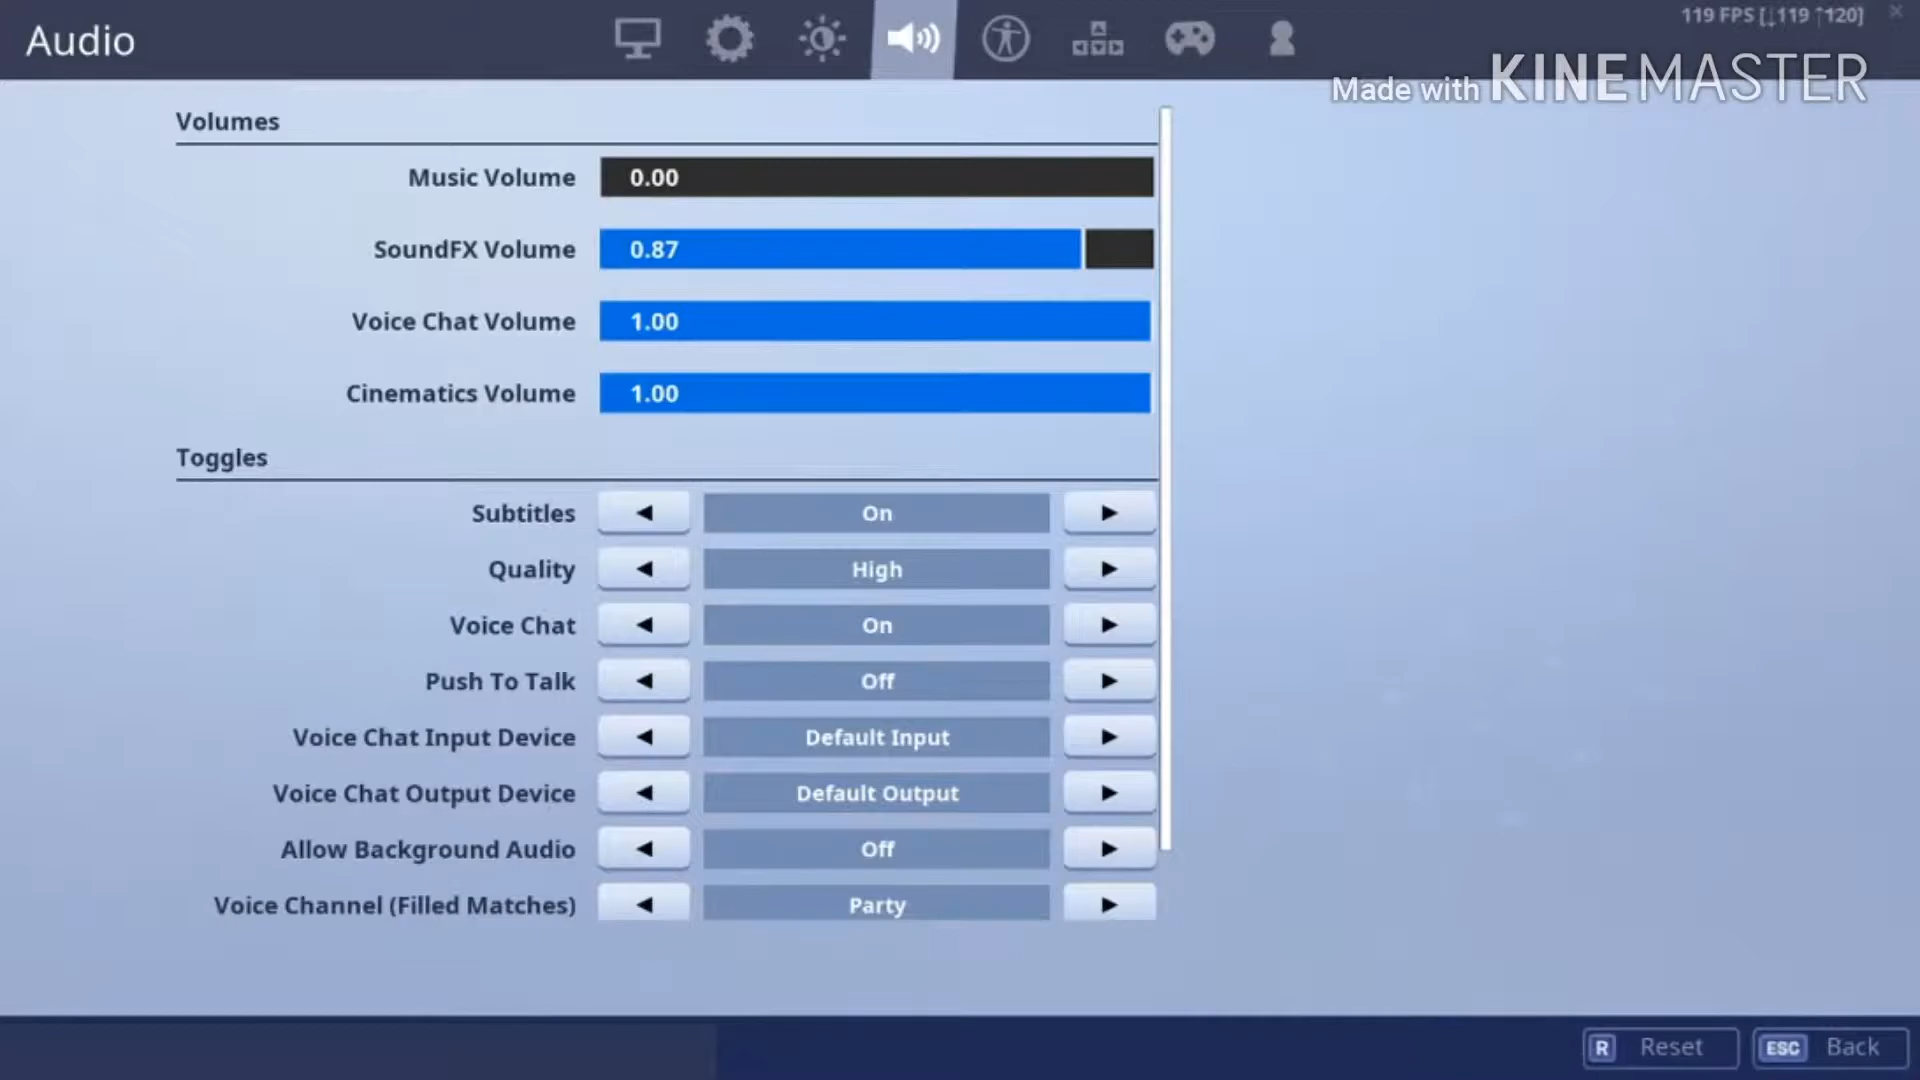 Audio
119 FPS [↓119 ↑120]
Made with KINEMASTER
Volumes
Music Volume 0.00
SoundFX Volume 0.87
Voice Chat Volume 1.00
Cinematics Volume 1.00
Toggles
Subtitles On
Quality High
Voice Chat On
Push To Talk Off
Voice Chat Input Device Default Input
Voice Chat Output Device Default Output
Allow Background Audio Off
Voice Channel (Filled Matches) Party
R Reset ESC Back